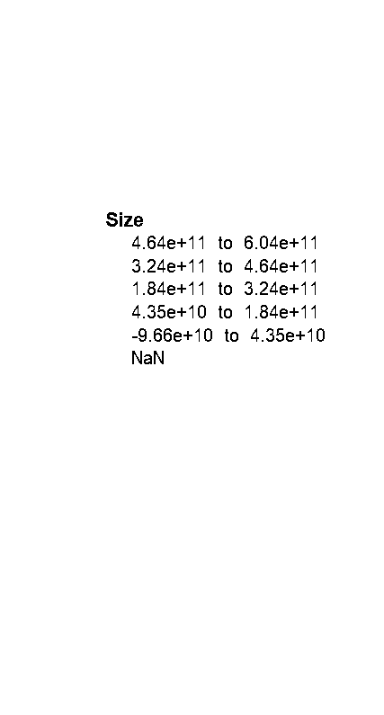 Size
4.64e+11 to 6.04e+11
3.24e+11 to 4.64e+11
1.84e+11 to 3.24e+11
4.35e+10 to 1.84e+11
-9.66e+10 to 4.35e+10
NaN